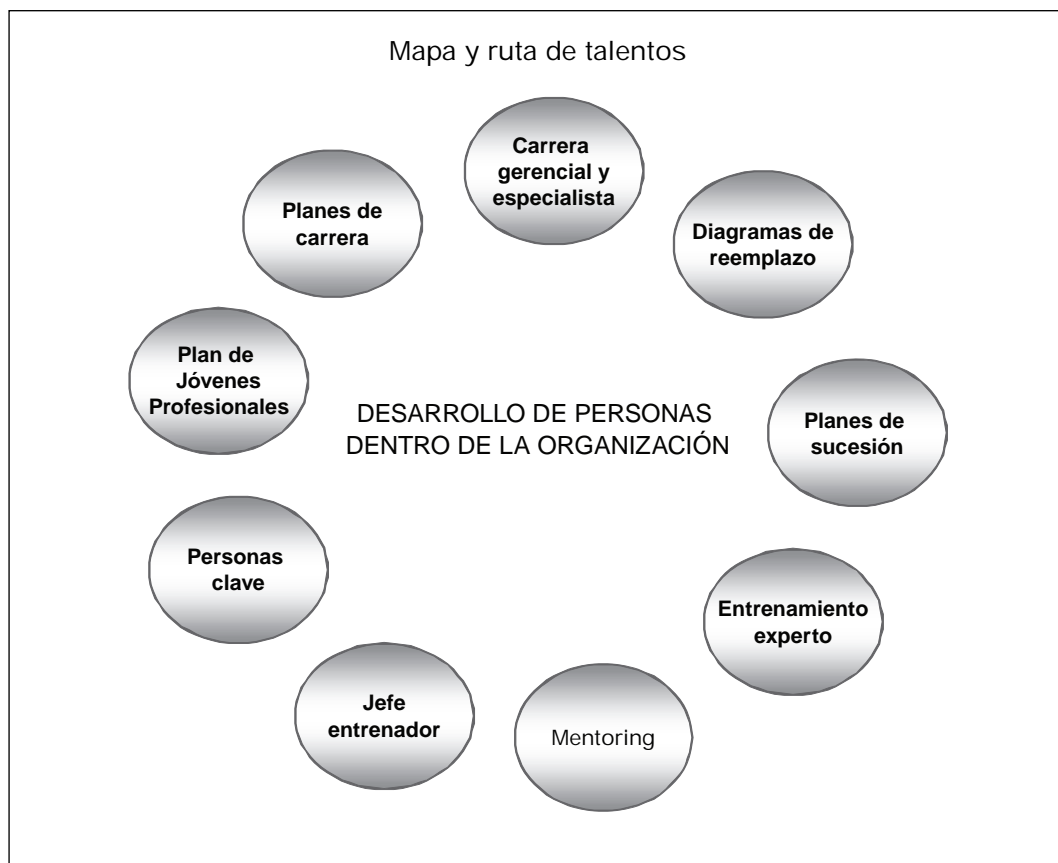 Mapa y ruta de talentos
Carrera
gerencial y
especialista
Planes de
carrera
Diagramas de
reemplazo
Plan de
Jóvenes
Profesionales
DESARROLLO DE PERSONAS
DENTRO DE LA ORGANIZACIÓN
Planes de
sucesión
Personas
clave
Entrenamiento
experto
Jefe
entrenador
Mentoring